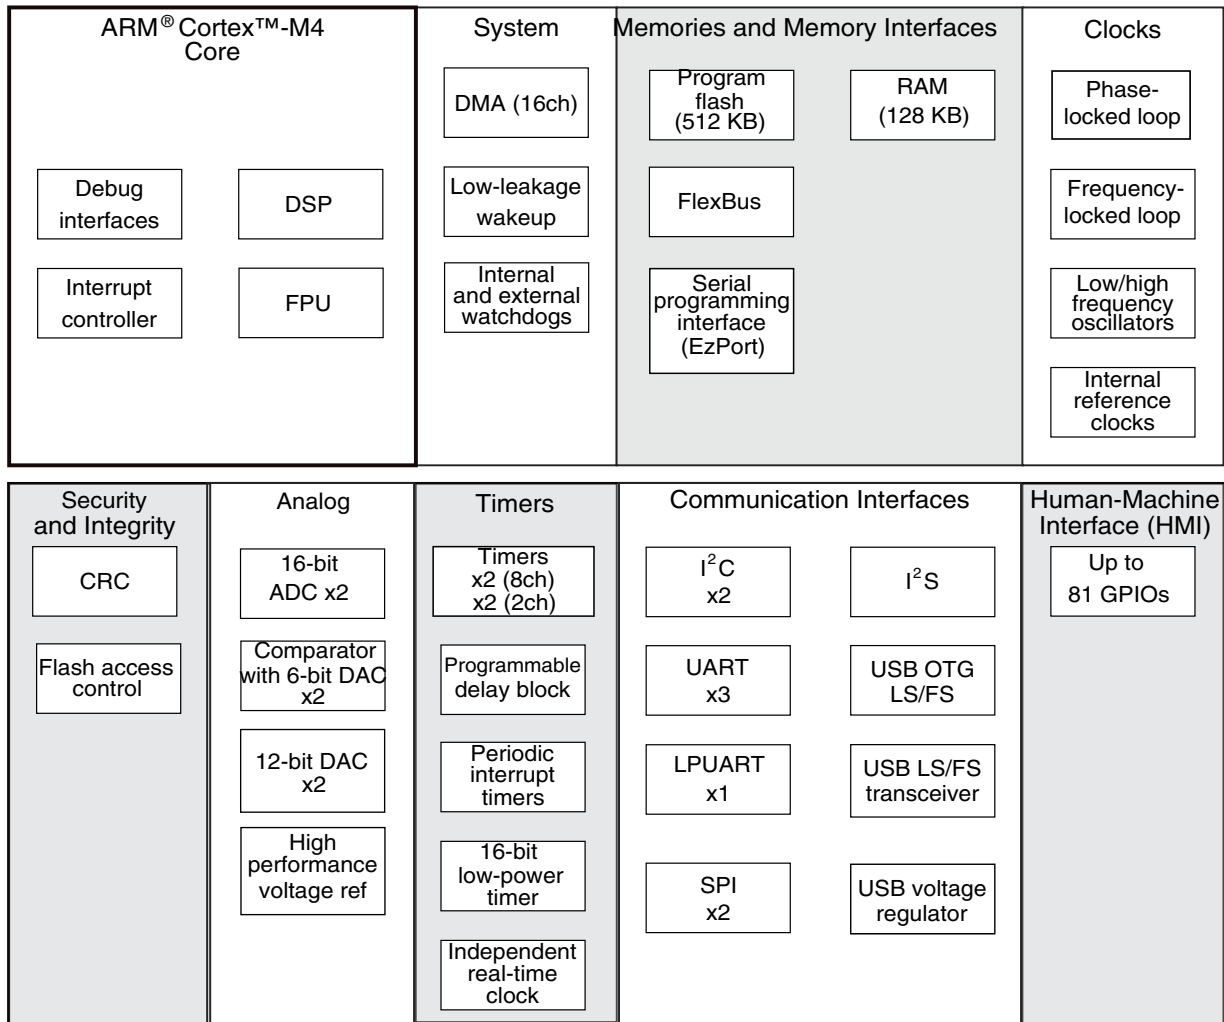 ARM® Cortex™-M4
Core
Debug
interfaces
DSP
Interrupt
controller
FPU
System
DMA (16ch)
Low-leakage
wakeup
Internal
and external
watchdogs
Memories and Memory Interfaces
Program
flash
(512 KB)
RAM
(128 KB)
FlexBus
Serial
programming
interface
(EzPort)
Clocks
Phase-
locked loop
Frequency-
locked loop
Low/high
frequency
oscillators
Internal
reference
clocks
Security
and Integrity
CRC
Flash access
control
Analog
16-bit
ADC x2
Comparator
with 6-bit DAC
x2
12-bit DAC
x2
High
performance
voltage ref
Timers
Timers
x2 (8ch)
x2 (2ch)
Programmable
delay block
Periodic
interrupt
timers
16-bit
low-power
timer
Independent
real-time
clock
Communication Interfaces
I²C
x2
I²S
UART
x3
USB OTG
LS/FS
LPUART
x1
USB LS/FS
transceiver
SPI
x2
USB voltage
regulator
Human-Machine
Interface (HMI)
Up to
81 GPIOs